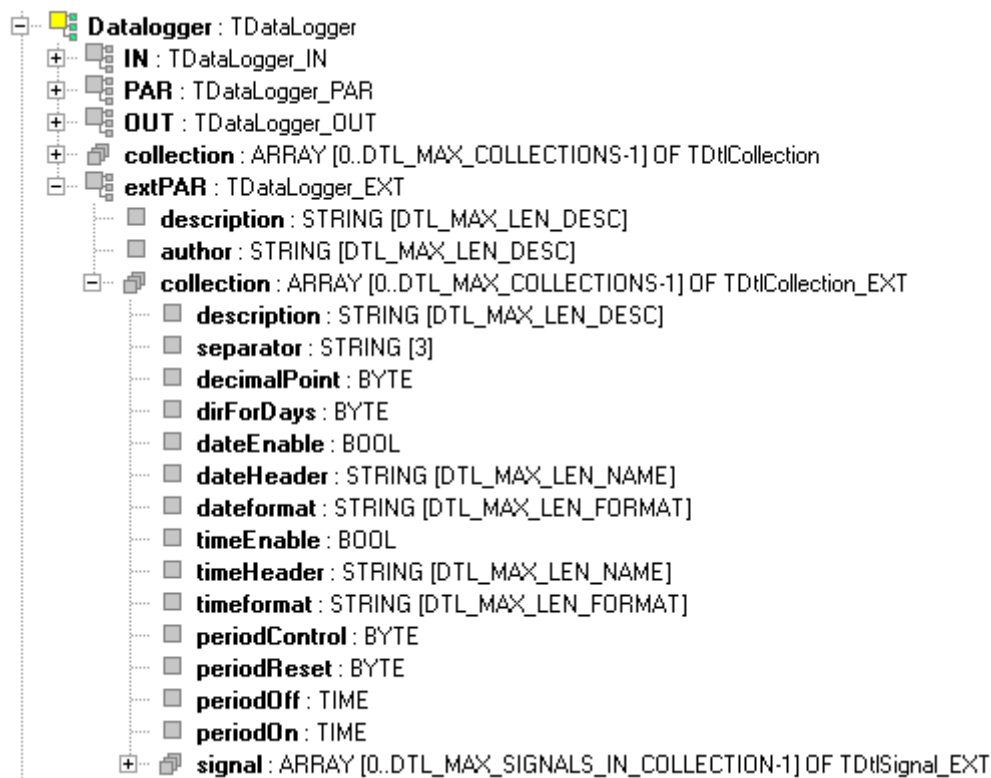 Datalogger : TDataLogger
IN : TDataLogger_IN
PAR : TDataLogger_PAR
OUT : TDataLogger_OUT
collection : ARRAY [0..DTL_MAX_COLLECTIONS-1] OF TDtlCollection
extPAR : TDataLogger_EXT
description : STRING [DTL_MAX_LEN_DESC]
author : STRING [DTL_MAX_LEN_DESC]
collection : ARRAY [0..DTL_MAX_COLLECTIONS-1] OF TDtlCollection_EXT
description : STRING [DTL_MAX_LEN_DESC]
separator : STRING [3]
decimalPoint : BYTE
dirForDays : BYTE
dateEnable : BOOL
dateHeader : STRING [DTL_MAX_LEN_NAME]
dateformat : STRING [DTL_MAX_LEN_FORMAT]
timeEnable : BOOL
timeHeader : STRING [DTL_MAX_LEN_NAME]
timeformat : STRING [DTL_MAX_LEN_FORMAT]
periodControl : BYTE
periodReset : BYTE
periodOff : TIME
periodOn : TIME
signal : ARRAY [0..DTL_MAX_SIGNALS_IN_COLLECTION-1] OF TDtlSignal_EXT